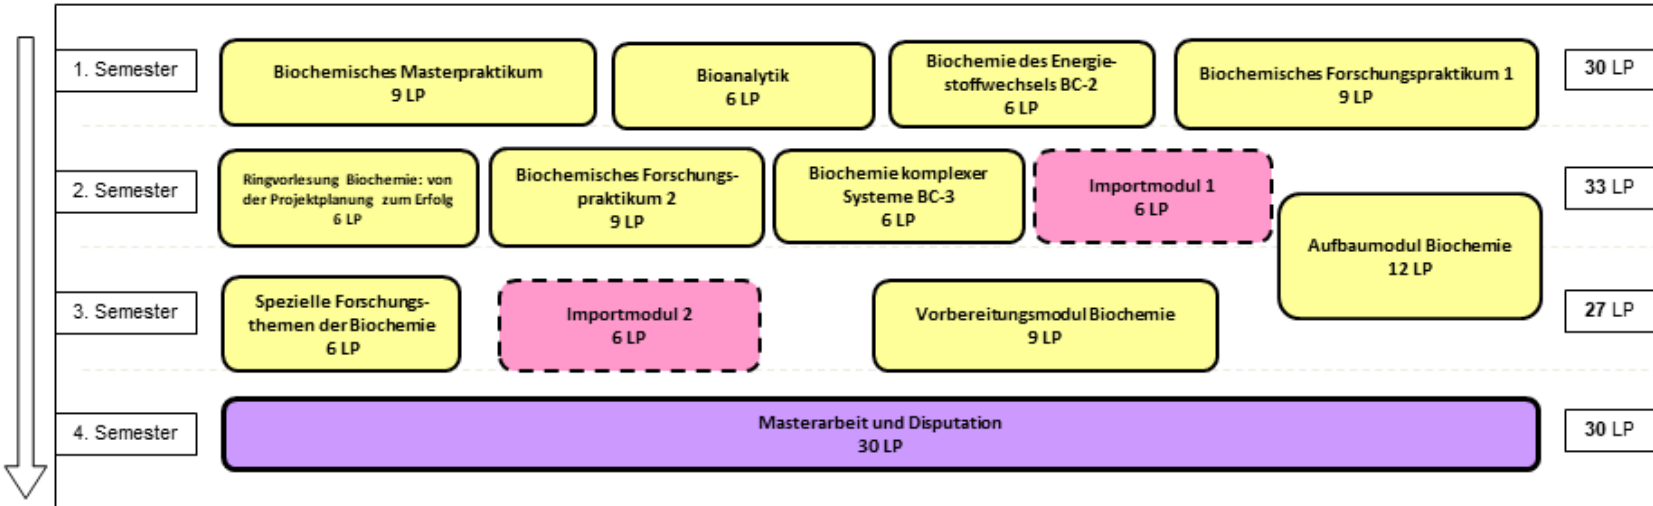 1. Semester
Biochemisches Masterpraktikum
9 LP
Bioanalytik
6 LP
Biochemie des Energie-
stoffwechsels BC-2
6 LP
Biochemisches Forschungspraktikum 1
9 LP
30 LP
2. Semester
Ringvorlesung Biochemie: von
der Projektplanung zum Erfolg
6 LP
Biochemisches Forschungs-
praktikum 2
9 LP
Biochemie komplexer
Systeme BC-3
6 LP
Importmodul 1
6 LP
33 LP
Aufbaumodul Biochemie
12 LP
3. Semester
Spezielle Forschungs-
themen der Biochemie
6 LP
Importmodul 2
6 LP
Vorbereitungsmodul Biochemie
9 LP
27 LP
4. Semester
Masterarbeit und Disputation
30 LP
30 LP